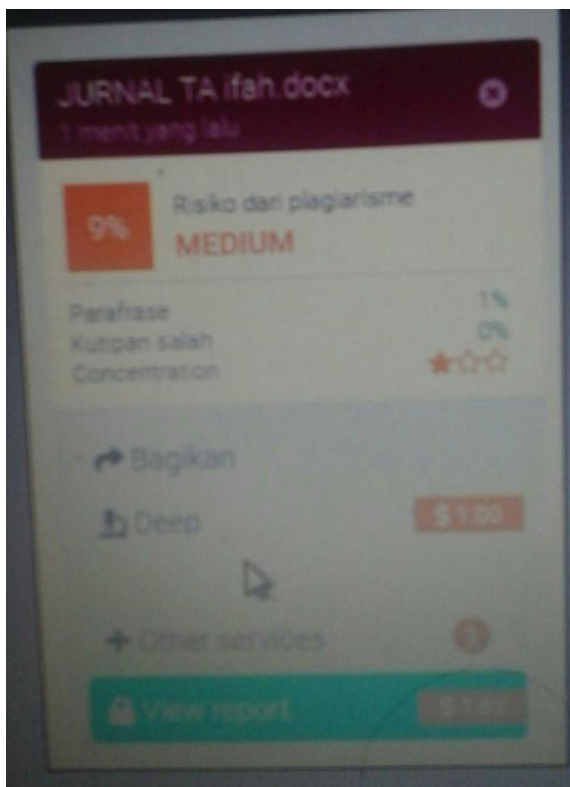 JURNAL TA ifah.docx
1 menit yang lalu
9%
Risiko dari plagiarisme
MEDIUM
Parafrase 1%
Kutipan salah 0%
Concentration
Bagikan
Deep $ 1.00
Other services
View report